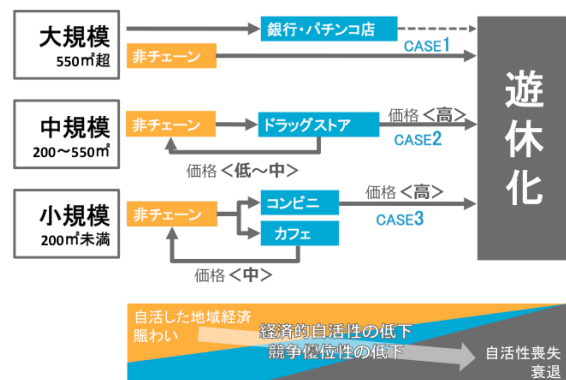 大規模
550㎡超
銀行・パチンコ店
CASE1
非チェーン
中規模
200～550㎡
非チェーン
ドラッグストア
価格<高>
CASE2
価格<低～中>
小規模
200㎡未満
非チェーン
コンビニ
カフェ
価格<高>
CASE3
価格<中>
遊休化
自活した地域経済
賑わい
経済的自活性の低下
競争優位性の低下
自活性喪失
衰退